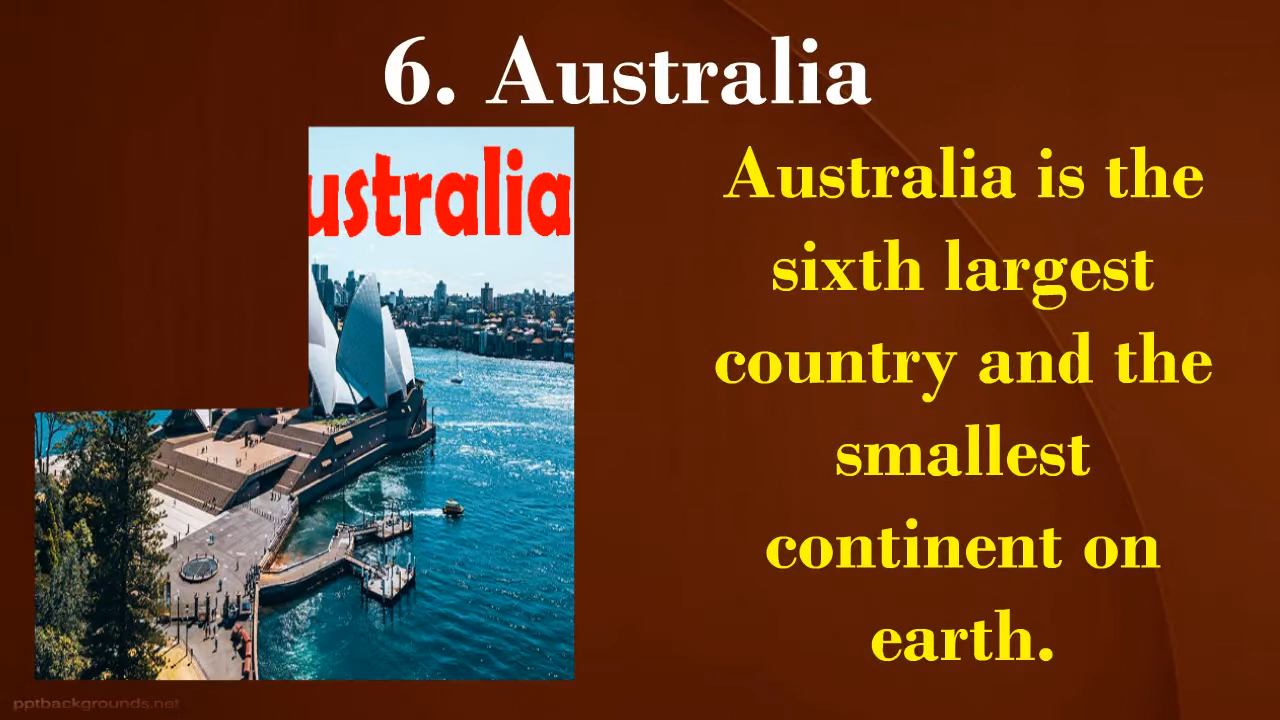 6. Australia
ustralia
Australia is the
sixth largest
country and the
smallest
continent on
earth.
pptbackgrounds.net